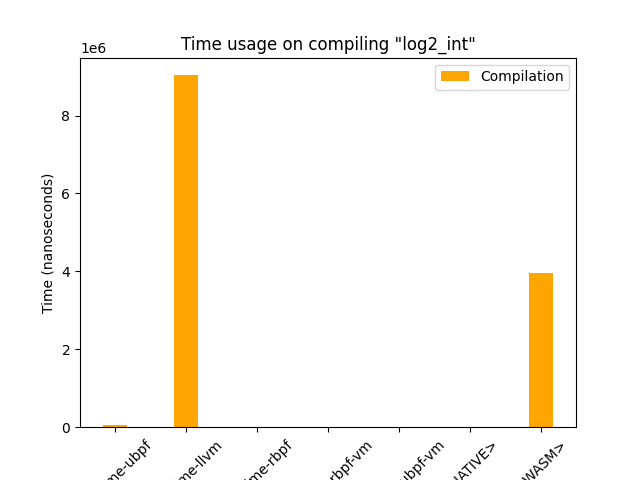 Time usage on compiling "log2_int"
1e6
Compilation
8
6
4
2
0
Time (nanoseconds)
me-ubpf
me-llvm
me-rbpf
rbpf-vm
ubpf-vm
NATIVE>
WASM>